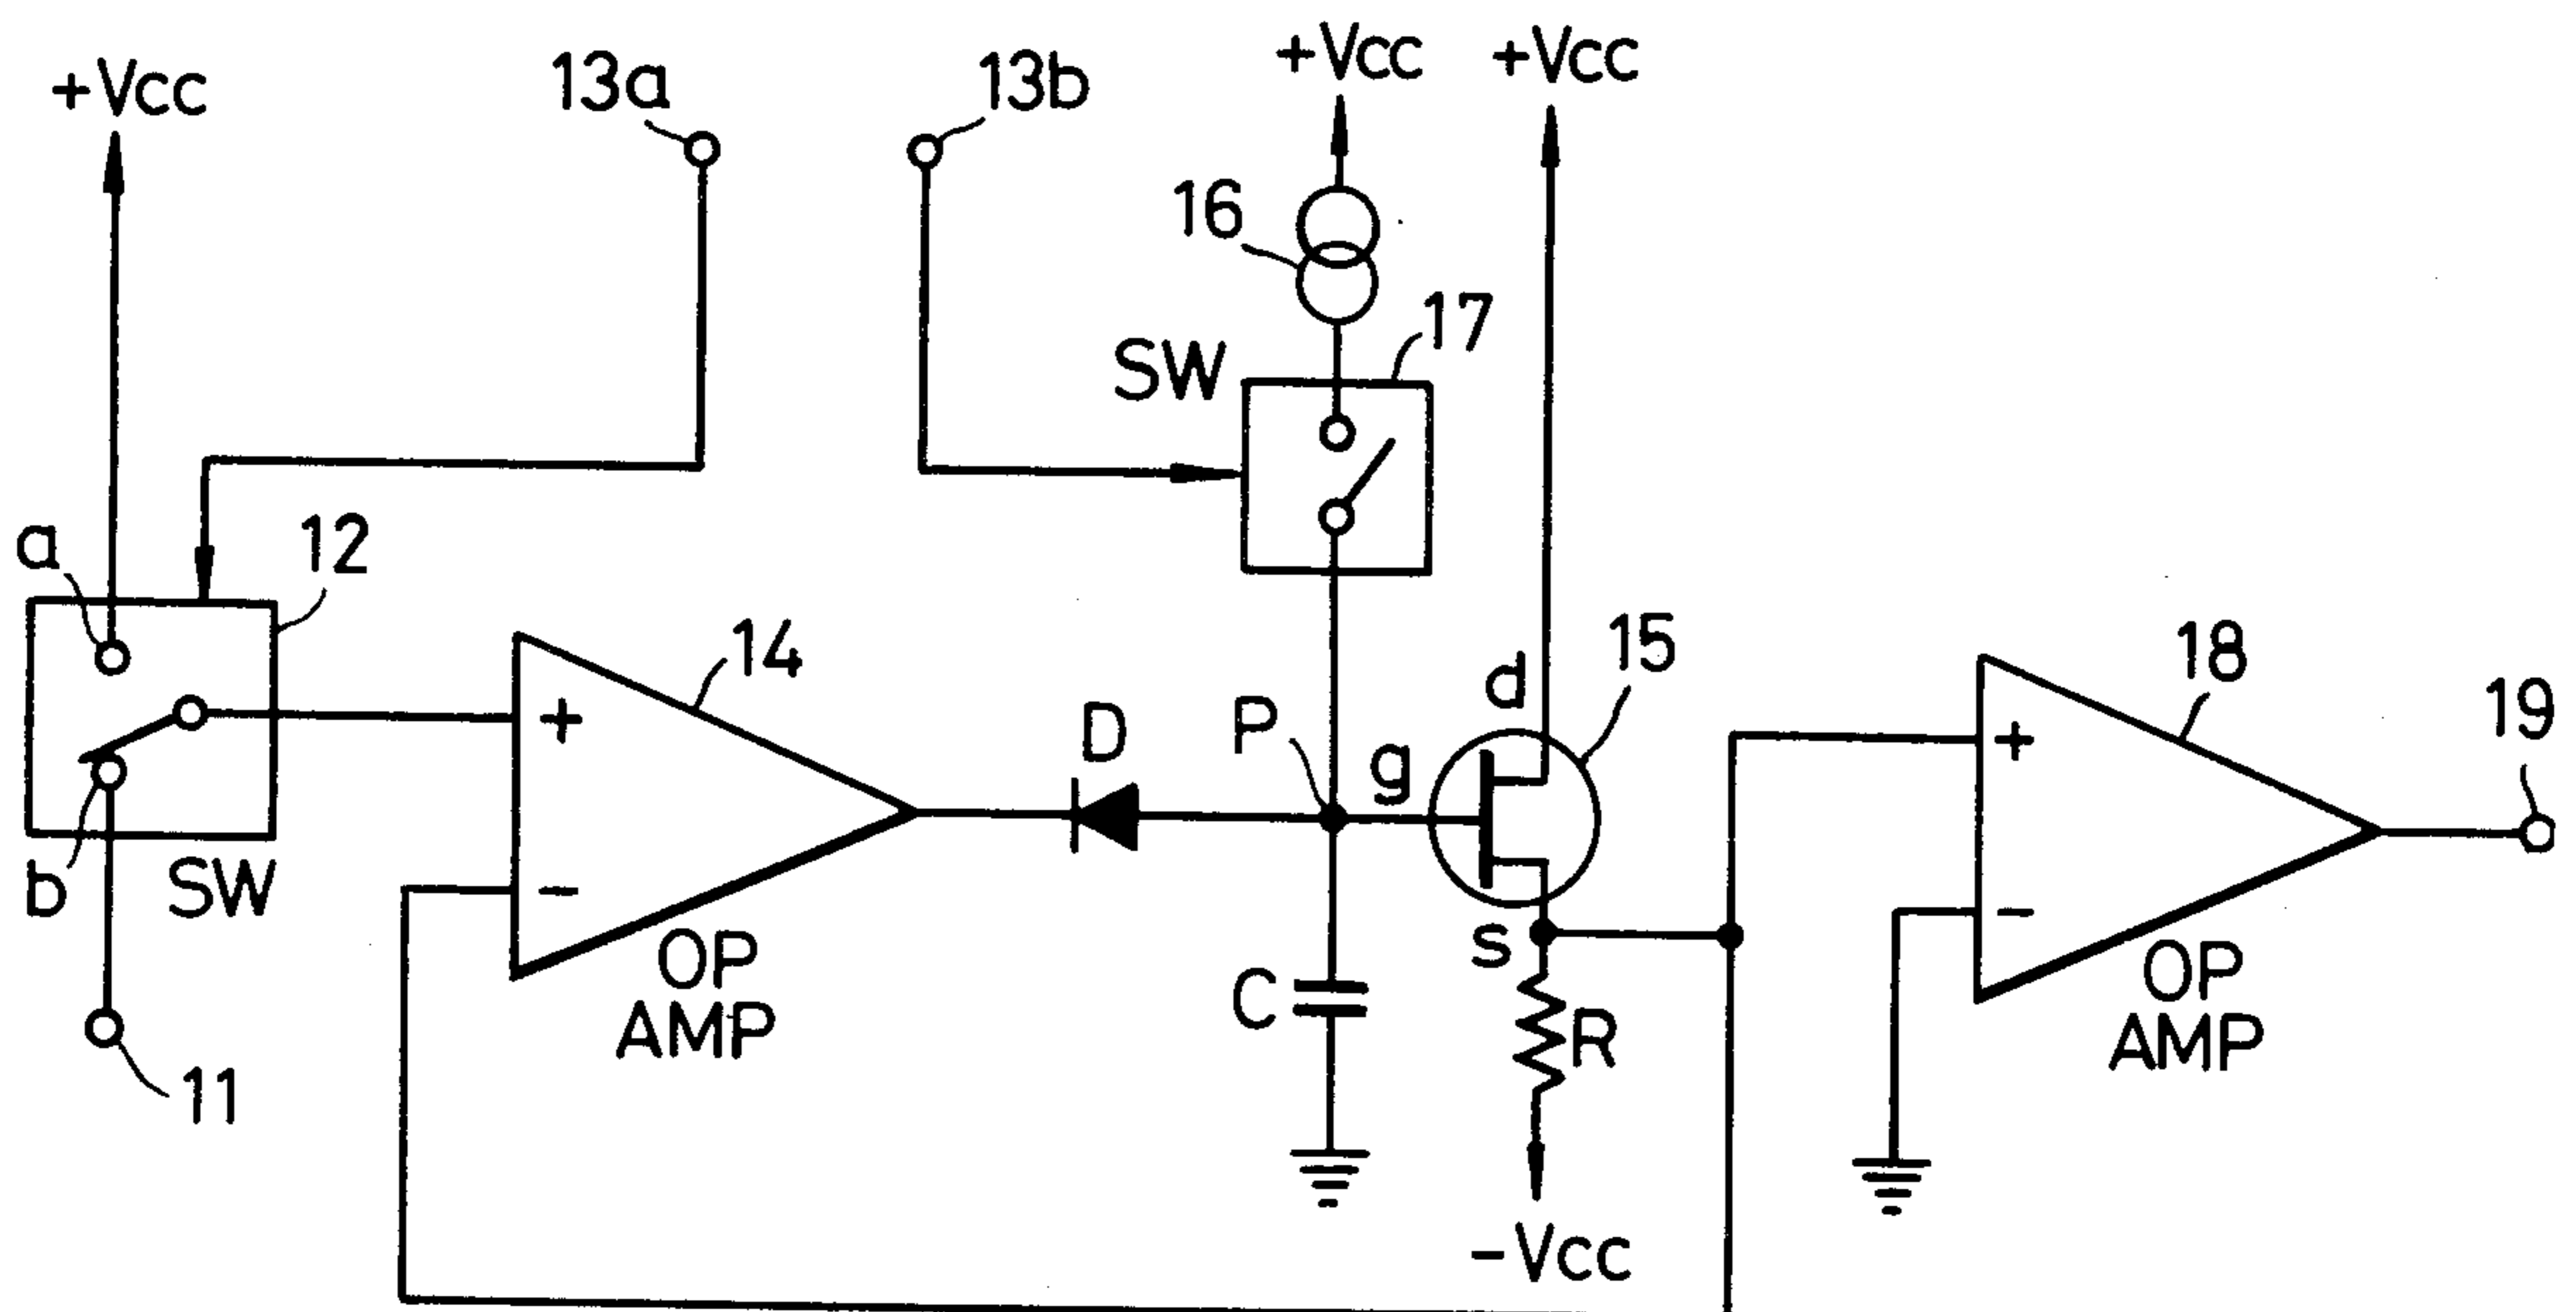 +Vcc
13a
13b
+Vcc
+Vcc
16
17
SW
a
12
14
15
18
d
19
+
D
P
g
+
b
SW
-
s
-
OP
AMP
C
R
OP
AMP
11
-Vcc